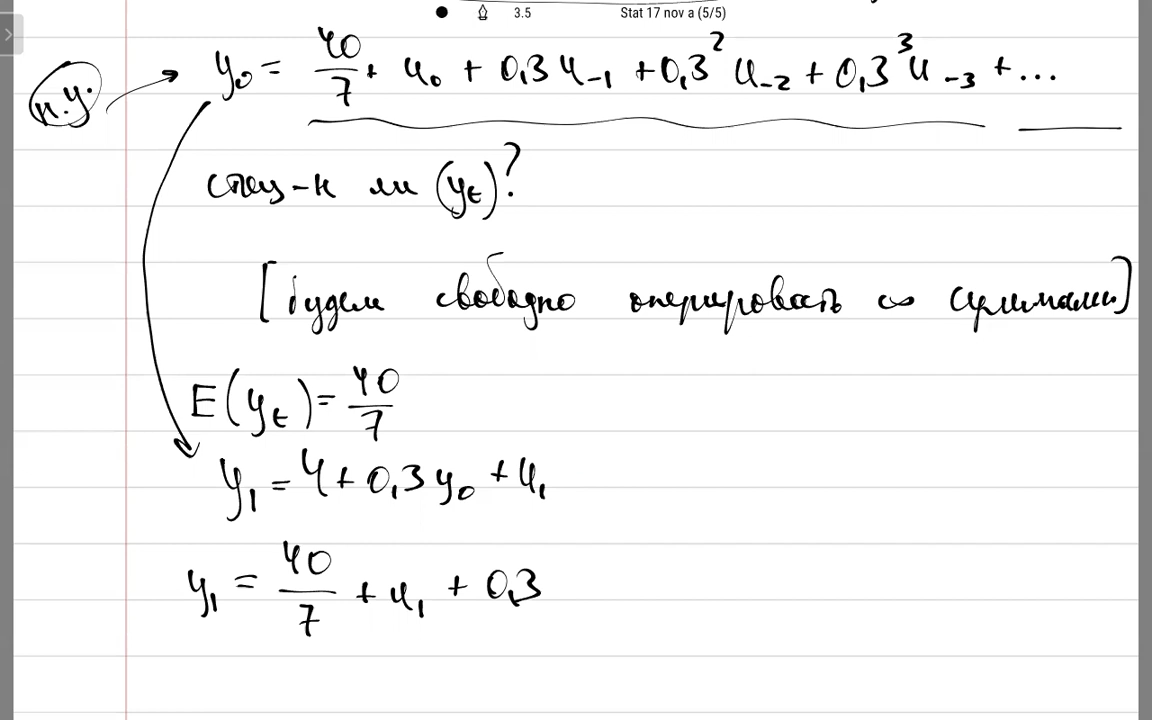 3.5 Stat 17 nov a (5/5)
н.у. → y₀ = 40/7 + u₀ + 0,3 u₋₁ + 0,3² u₋₂ + 0,3³ u₋₃ + ...
стац-н ли (yₜ)?
[будем свободно оперировать со суммами]
E(yₜ) = 40/7
y₁ = 4 + 0,3 y₀ + u₁
y₁ = 40/7 + u₁ + 0,3